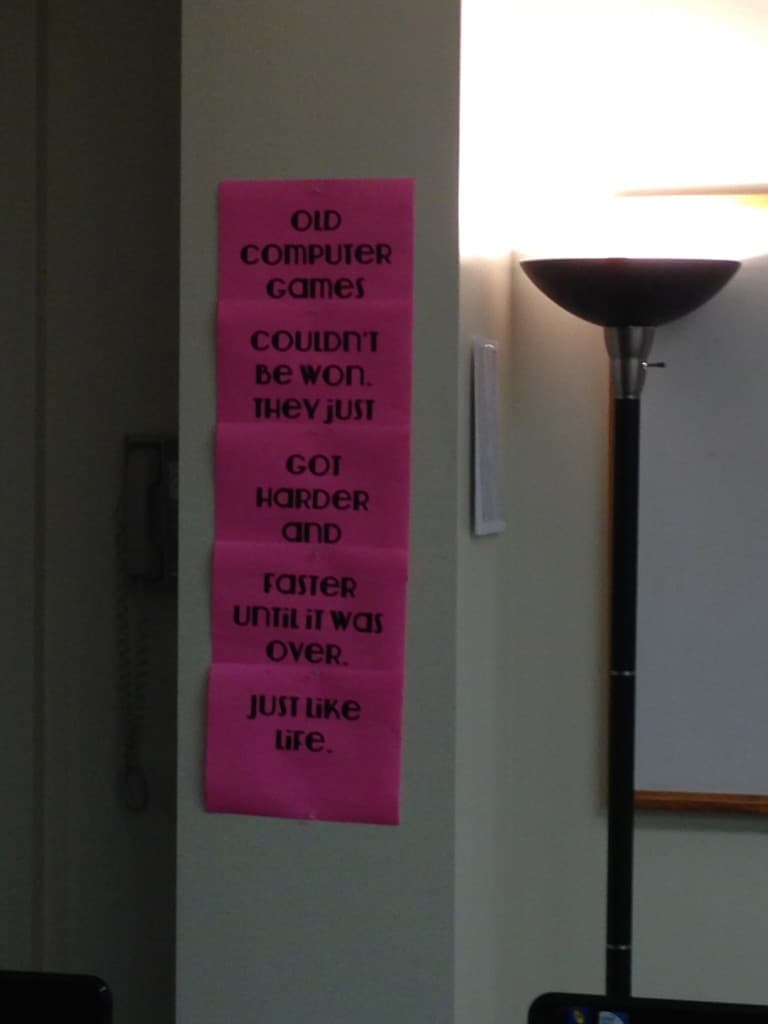 OLD
COMPUTER
GAMES
COULDN'T
BE WON.
THEY JUST
GOT
HARDER
AND
FASTER
UNTIL IT WAS
OVER.
JUST LIKE
LIFE.